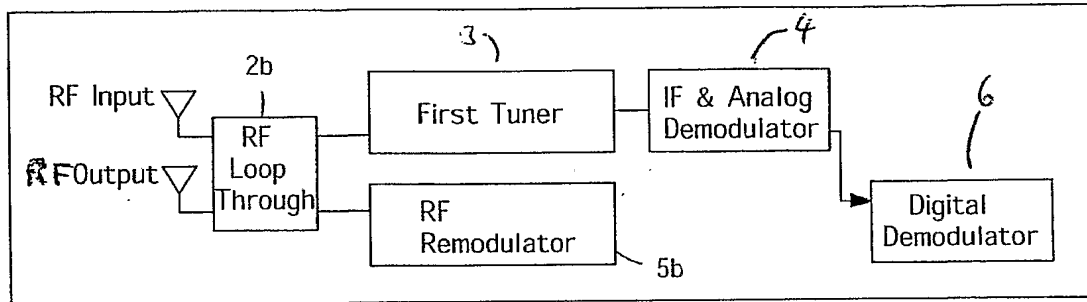 3
4
2b
6
RF Input
RF
Loop
Through
First Tuner
IF & Analog
Demodulator
RF Output
RF
Remodulator
5b
Digital
Demodulator